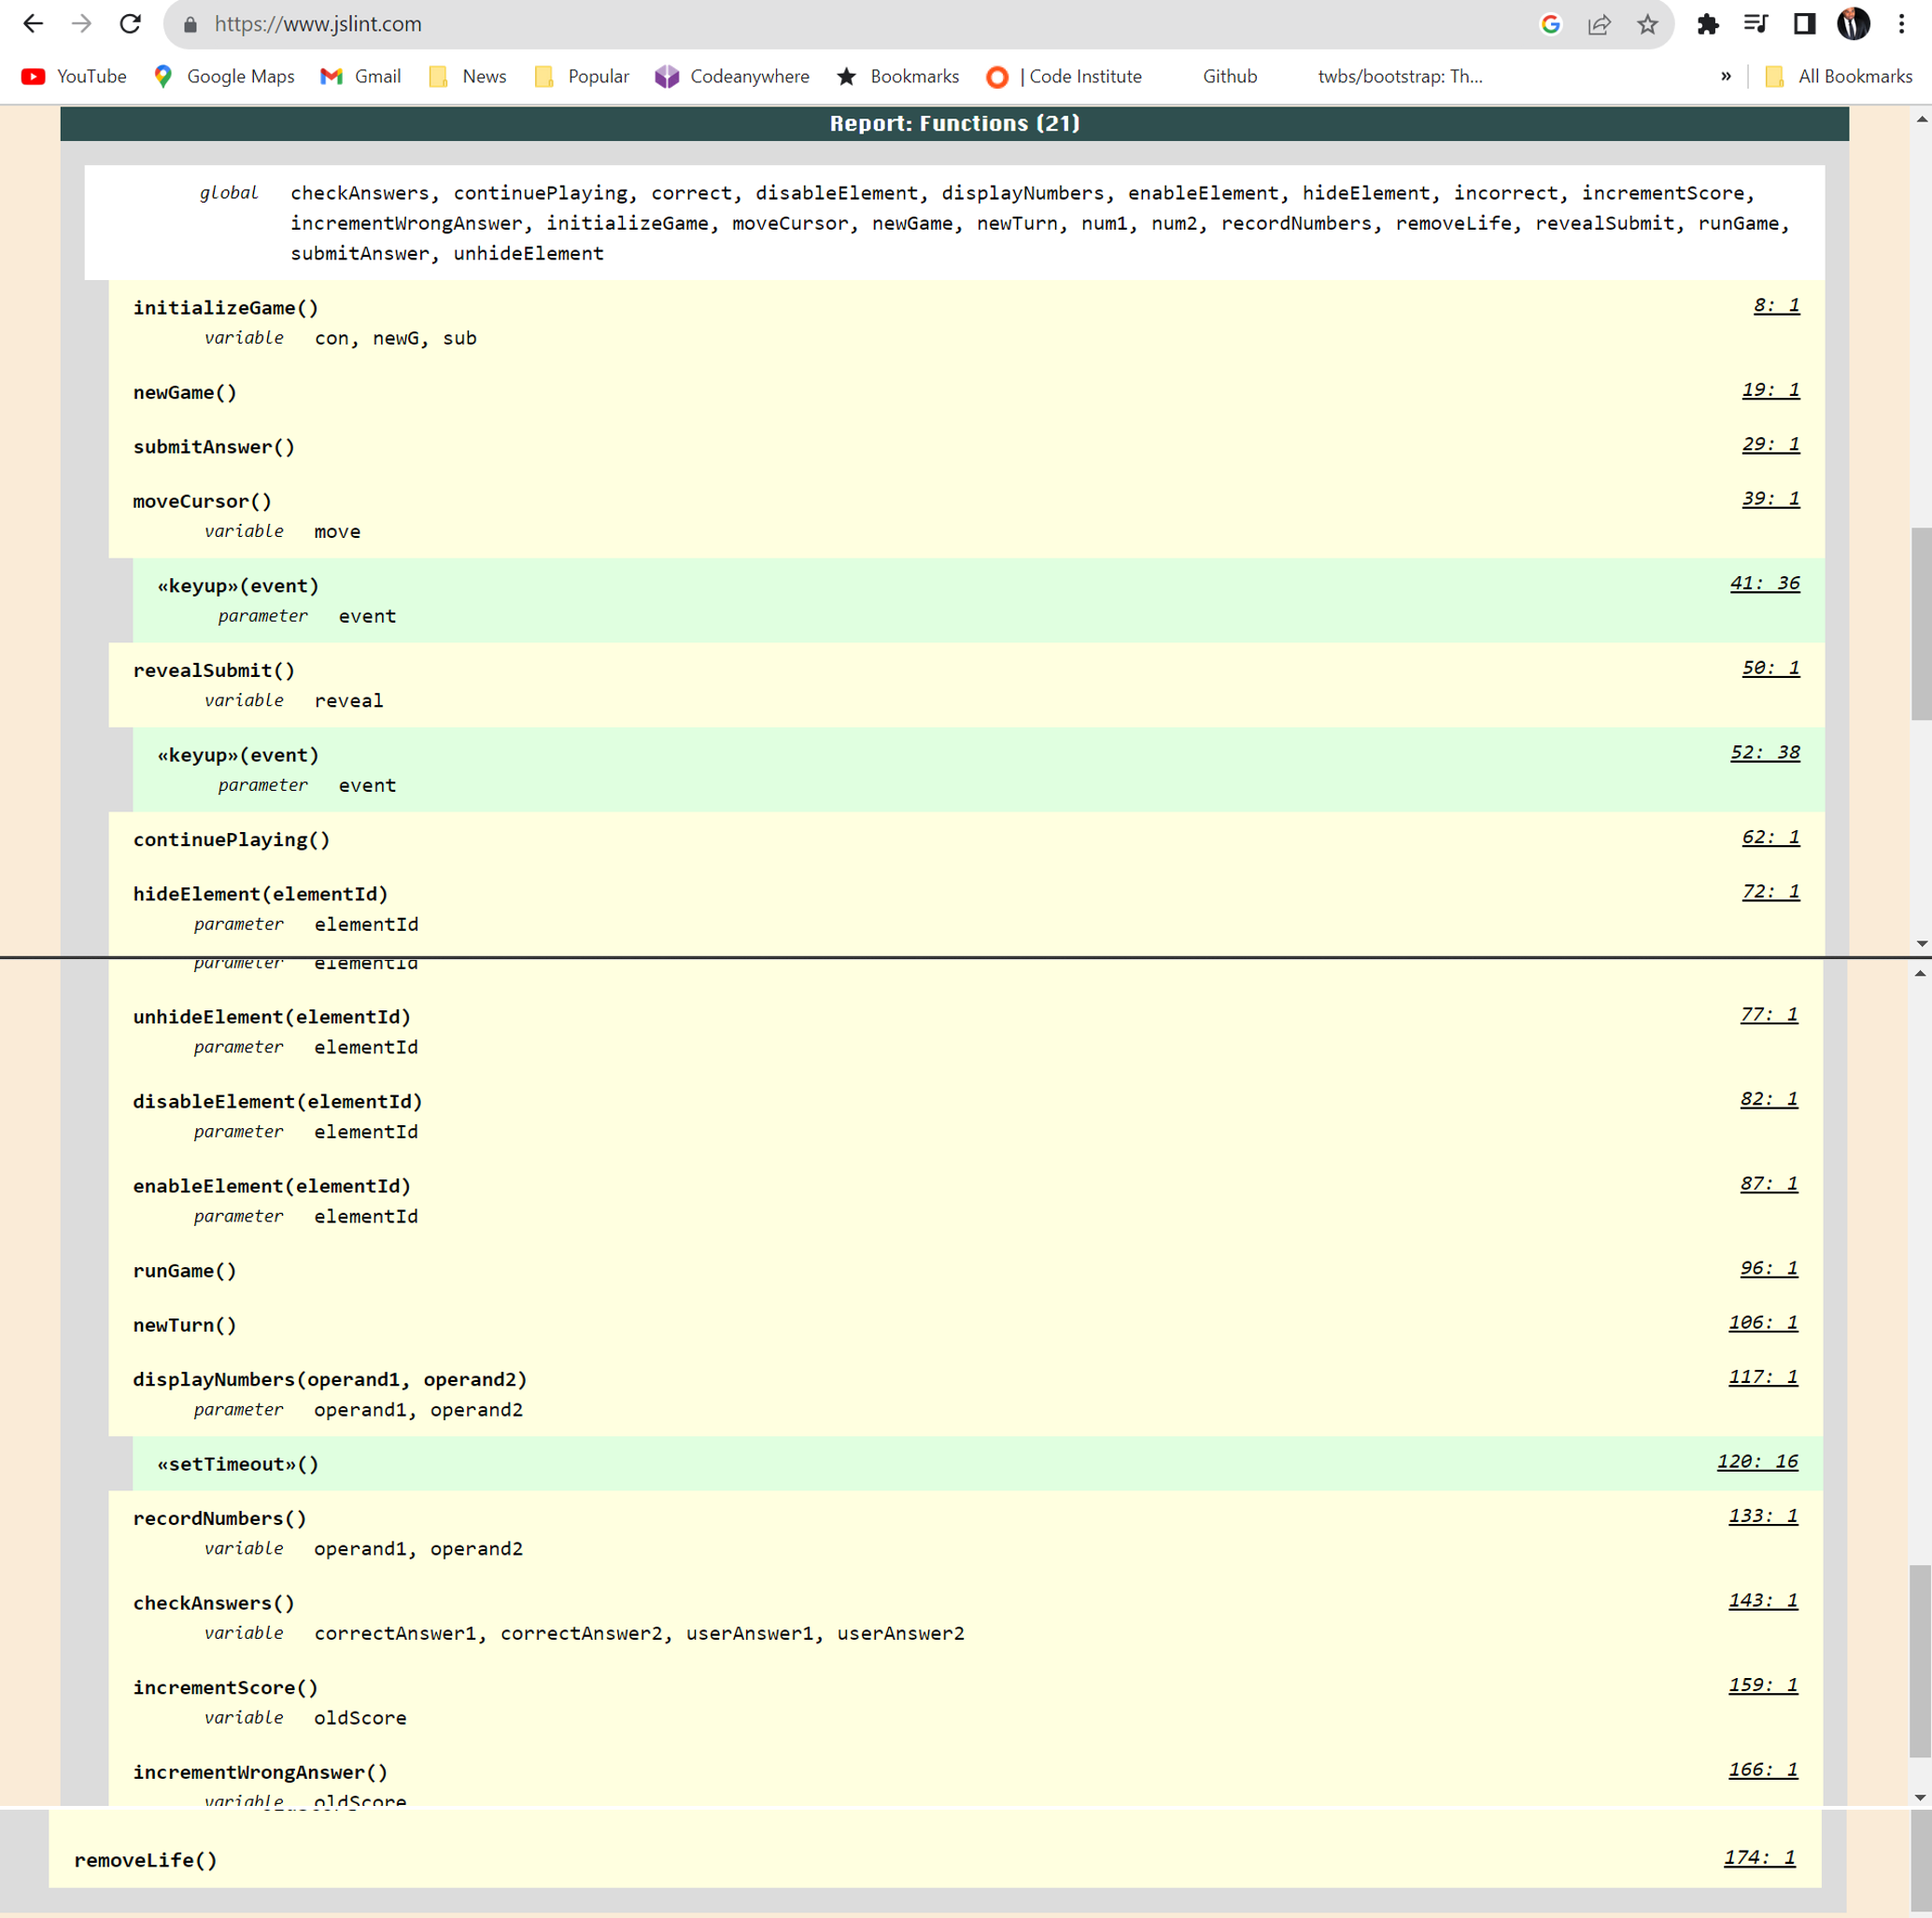 https://www.jslint.com
YouTube Google Maps Gmail News Popular Codeanywhere Bookmarks | Code Institute Github twbs/bootstrap: Th... » All Bookmarks
Report: Functions (21)
global checkAnswers, continuePlaying, correct, disableElement, displayNumbers, enableElement, hideElement, incorrect, incrementScore,
incrementWrongAnswer, initializeGame, moveCursor, newGame, newTurn, num1, num2, recordNumbers, removeLife, revealSubmit, runGame,
submitAnswer, unhideElement
initializeGame() 8: 1
variable con, newG, sub
newGame() 19: 1
submitAnswer() 29: 1
moveCursor() 39: 1
variable move
«keyup»(event) 41: 36
parameter event
revealSubmit() 50: 1
variable reveal
«keyup»(event) 52: 38
parameter event
continuePlaying() 62: 1
hideElement(elementId) 72: 1
parameter elementId
parameter elementId
unhideElement(elementId) 77: 1
parameter elementId
disableElement(elementId) 82: 1
parameter elementId
enableElement(elementId) 87: 1
parameter elementId
runGame() 96: 1
newTurn() 106: 1
displayNumbers(operand1, operand2) 117: 1
parameter operand1, operand2
«setTimeout»() 120: 16
recordNumbers() 133: 1
variable operand1, operand2
checkAnswers() 143: 1
variable correctAnswer1, correctAnswer2, userAnswer1, userAnswer2
incrementScore() 159: 1
variable oldScore
incrementWrongAnswer() 166: 1
variable oldScore
removeLife() 174: 1